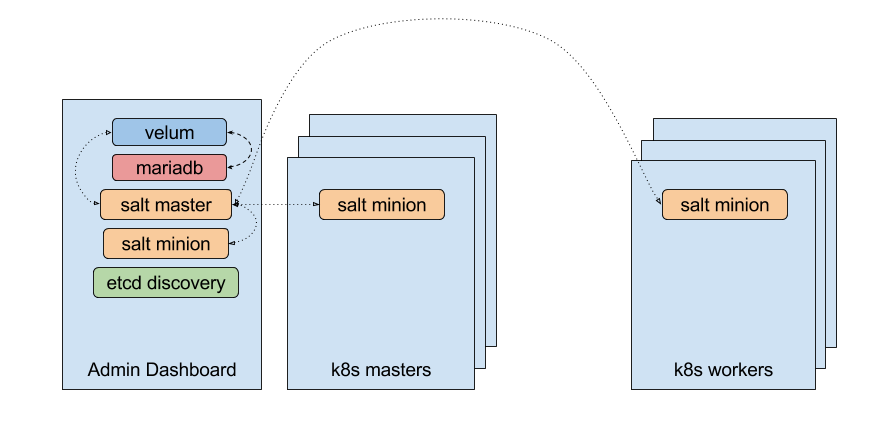 velum
mariadb
salt master
salt minion
etcd discovery
Admin Dashboard
salt minion
k8s masters
salt minion
k8s workers